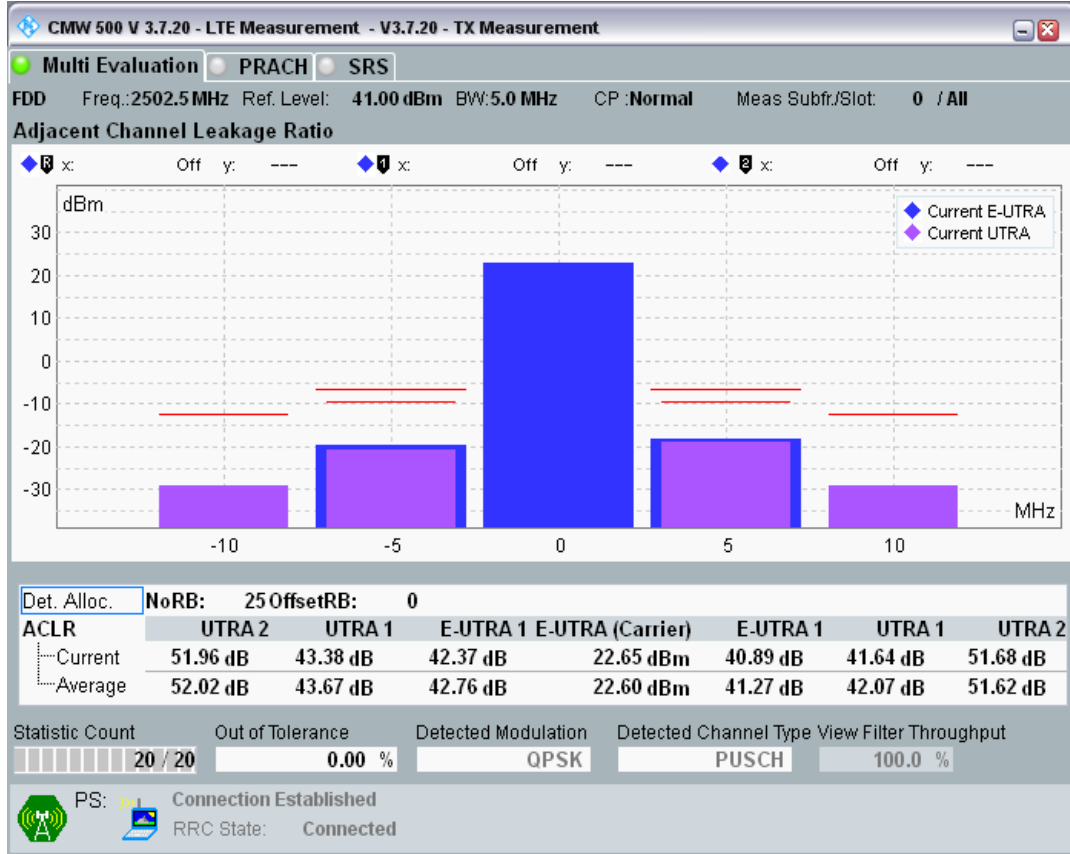 CMW 500 V 3.7.20 - LTE Measurement - V3.7.20 - TX Measurement
Multi Evaluation PRACH SRS
FDD Freq.:2502.5 MHz Ref. Level: 41.00 dBm BW:5.0 MHz CP :Normal Meas Subfr./Slot: 0 / All
Adjacent Channel Leakage Ratio
R x: Off y: --- 1 x: Off y: --- 2 x: Off y: ---
dBm
Current E-UTRA
Current UTRA
30
20
10
0
-10
-20
-30
MHz
-10 -5 0 5 10
Det. Alloc. NoRB: 25 OffsetRB: 0
ACLR UTRA 2 UTRA 1 E-UTRA 1 E-UTRA (Carrier) E-UTRA 1 UTRA 1 UTRA 2
Current 51.96 dB 43.38 dB 42.37 dB 22.65 dBm 40.89 dB 41.64 dB 51.68 dB
Average 52.02 dB 43.67 dB 42.76 dB 22.60 dBm 41.27 dB 42.07 dB 51.62 dB
Statistic Count Out of Tolerance Detected Modulation Detected Channel Type View Filter Throughput
20 / 20 0.00 % QPSK PUSCH 100.0 %
PS: Connection Established
RRC State: Connected